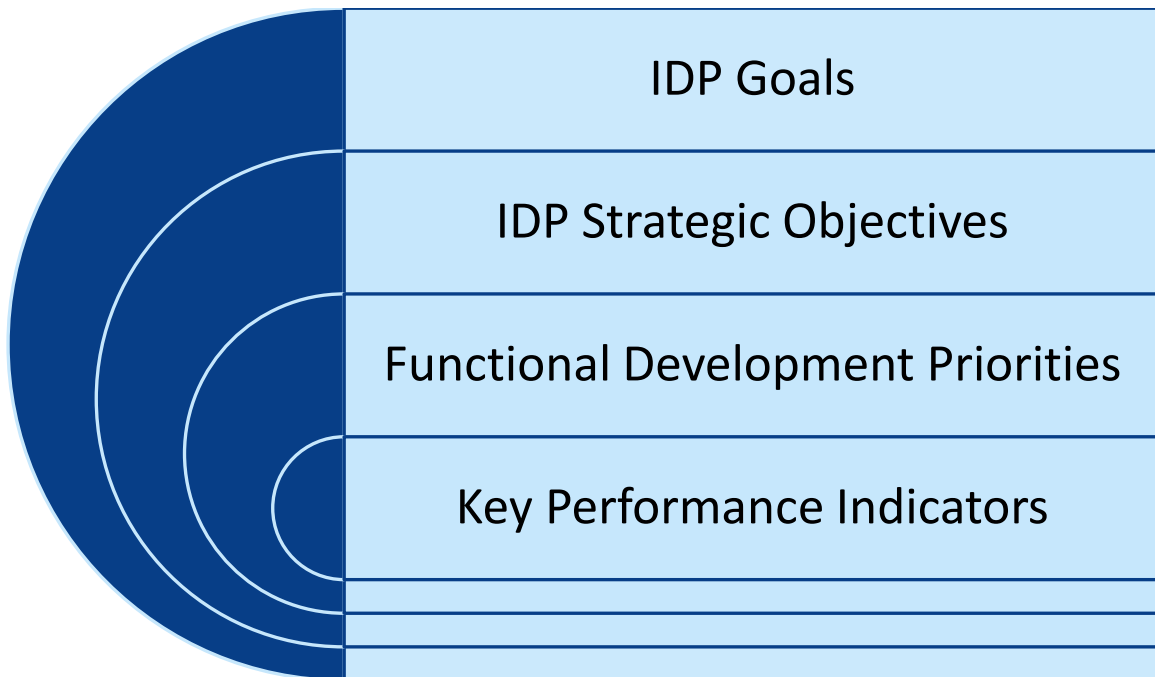 IDP Goals
IDP Strategic Objectives
Functional Development Priorities
Key Performance Indicators